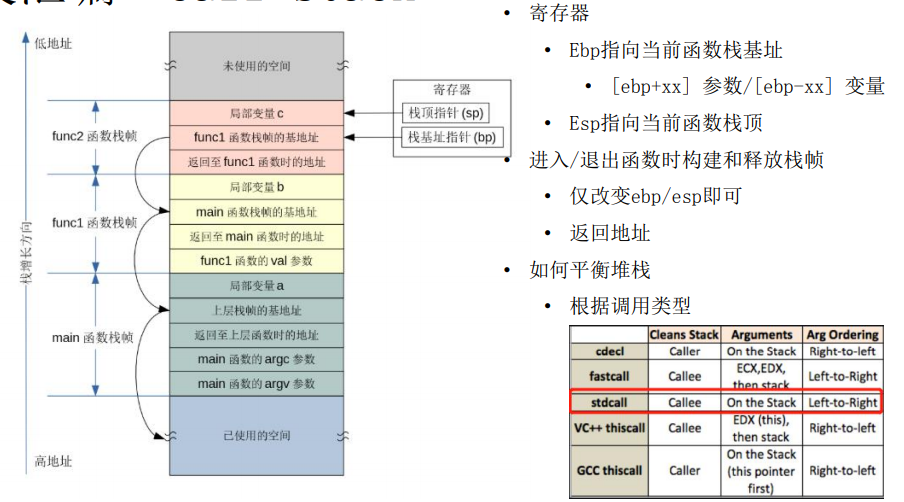 低地址
未使用的空间
func2 函数栈帧
局部变量 c
func1 函数栈帧的基地址
返回至 func1 函数时的地址
寄存器
栈顶指针 (sp)
栈基址指针 (bp)
栈增长方向
func1 函数栈帧
局部变量 b
main 函数栈帧的基地址
返回至 main 函数时的地址
func1 函数的 val 参数
main 函数栈帧
局部变量 a
上层栈帧的基地址
返回至上层函数时的地址
main 函数的 argc 参数
main 函数的 argv 参数
已使用的空间
高地址
• 寄存器
• Ebp指向当前函数栈基址
• [ebp+xx] 参数/[ebp-xx] 变量
• Esp指向当前函数栈顶
• 进入/退出函数时构建和释放栈帧
• 仅改变ebp/esp即可
• 返回地址
• 如何平衡堆栈
• 根据调用类型
Cleans Stack Arguments Arg Ordering
cdecl Caller On the Stack Right-to-left
fastcall Callee ECX,EDX, then stack Left-to-Right
stdcall Callee On the Stack Left-to-Right
VC++ thiscall Callee EDX (this), then stack Right-to-left
GCC thiscall Caller On the Stack (this pointer first) Right-to-left